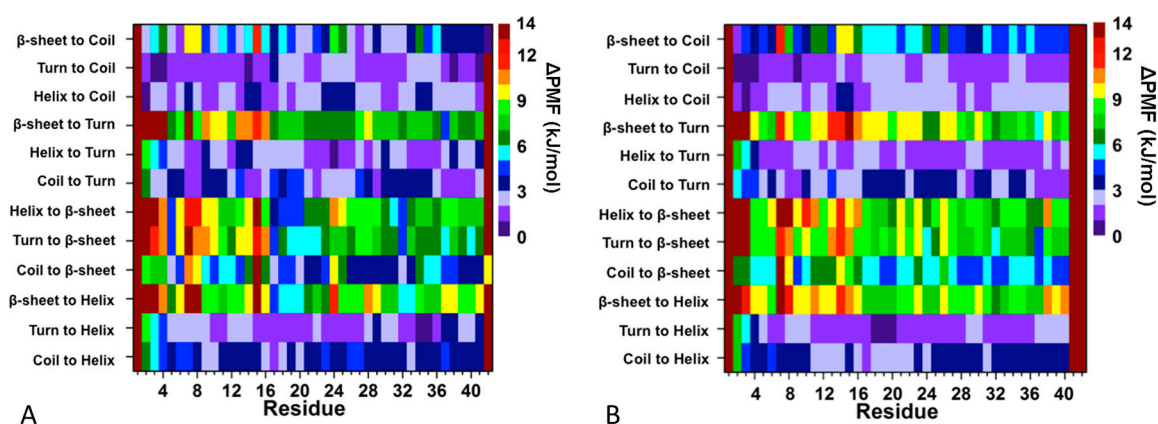 β-sheet to Coil
Turn to Coil
Helix to Coil
β-sheet to Turn
Helix to Turn
Coil to Turn
Helix to β-sheet
Turn to β-sheet
Coil to β-sheet
β-sheet to Helix
Turn to Helix
Coil to Helix
4 8 12 16 20 24 28 32 36 40
Residue
14
12
9
6
3
0
ΔPMF (kJ/mol)
A
β-sheet to Coil
Turn to Coil
Helix to Coil
β-sheet to Turn
Helix to Turn
Coil to Turn
Helix to β-sheet
Turn to β-sheet
Coil to β-sheet
β-sheet to Helix
Turn to Helix
Coil to Helix
4 8 12 16 20 24 28 32 36 40
Residue
14
12
9
6
3
0
ΔPMF (kJ/mol)
B